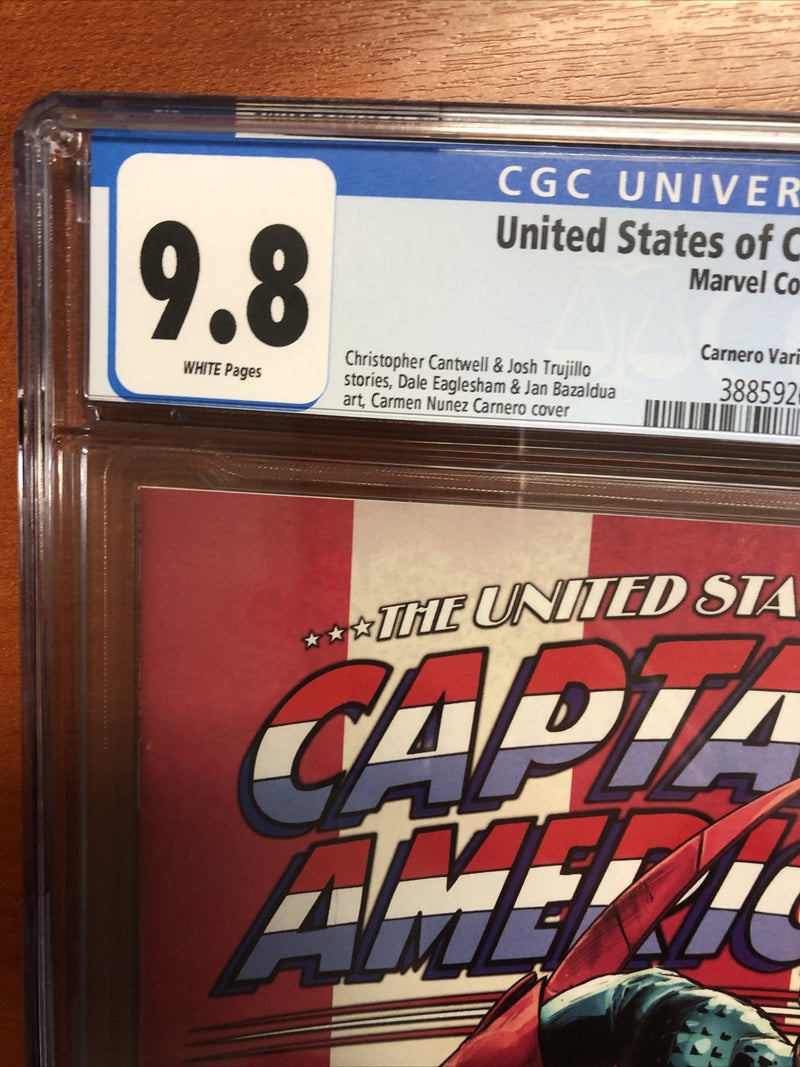 CGC UNIVER
9.8
WHITE Pages
United States of C
Marvel Co
Carnero Vari
388592
Christopher Cantwell & Josh Trujillo
stories, Dale Eaglesham & Jan Bazaldua
art, Carmen Nunez Carnero cover
THE UNITED STA
CAPTA
AMERIC